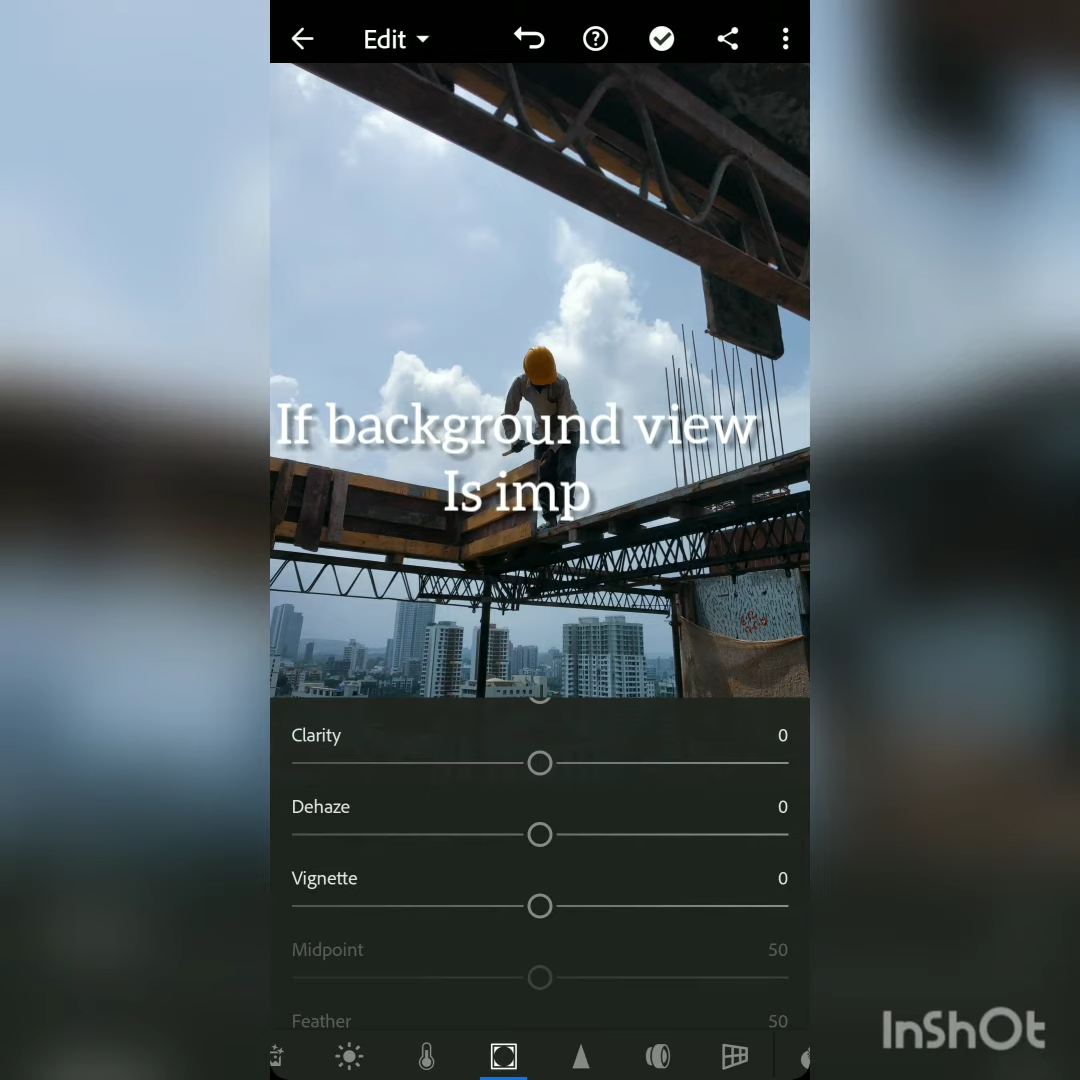 Edit
If background view
Is imp
Clarity 0
Dehaze 0
Vignette 0
Midpoint 50
Feather 50
InShOt